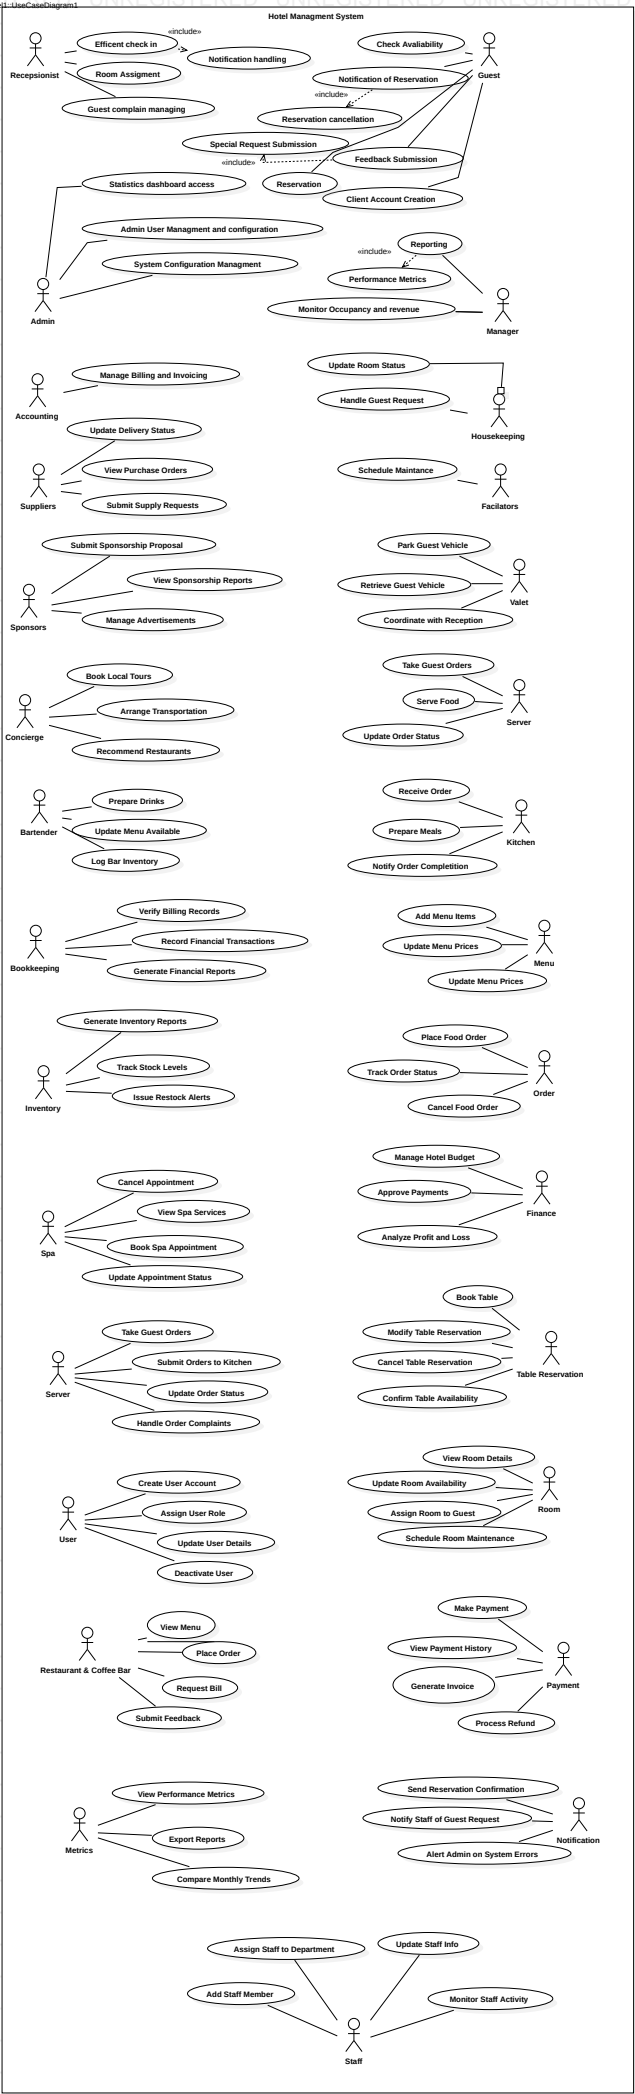 l1::UseCaseDiagram1
UNREGISTERED UNREGISTERED UNREGISTERED
Hotel Managment System
«include»
Efficent check in
Check Avaliability
Notification handling
Recepsionist
Room Assigment
Guest
Notification of Reservation
«include»
Guest complain managing
Reservation cancellation
Special Request Submission
«include»
Feedback Submission
Statistics dashboard access
Reservation
Client Account Creation
Admin User Managment and configuration
Reporting
«include»
System Configuration Managment
Performance Metrics
Monitor Occupancy and revenue
Admin
Manager
Update Room Status
Manage Billing and Invoicing
Handle Guest Request
Accounting
Housekeeping
Update Delivery Status
View Purchase Orders
Schedule Maintance
Suppliers
Submit Supply Requests
Facilators
Submit Sponsorship Proposal
Park Guest Vehicle
View Sponsorship Reports
Retrieve Guest Vehicle
Valet
Manage Advertisements
Coordinate with Reception
Sponsors
Take Guest Orders
Book Local Tours
Serve Food
Arrange Transportation
Server
Concierge
Update Order Status
Recommend Restaurants
Receive Order
Prepare Drinks
Update Menu Available
Prepare Meals
Bartender
Kitchen
Log Bar Inventory
Notify Order Completition
Verify Billing Records
Add Menu Items
Record Financial Transactions
Update Menu Prices
Bookkeeping
Menu
Generate Financial Reports
Update Menu Prices
Generate Inventory Reports
Place Food Order
Track Stock Levels
Track Order Status
Issue Restock Alerts
Order
Inventory
Cancel Food Order
Manage Hotel Budget
Cancel Appointment
Approve Payments
View Spa Services
Finance
Analyze Profit and Loss
Book Spa Appointment
Spa
Update Appointment Status
Book Table
Take Guest Orders
Modify Table Reservation
Submit Orders to Kitchen
Cancel Table Reservation
Table Reservation
Update Order Status
Server
Confirm Table Availability
Handle Order Complaints
View Room Details
Create User Account
Update Room Availability
Assign User Role
Assign Room to Guest
Room
User
Update User Details
Schedule Room Maintenance
Deactivate User
Make Payment
View Menu
View Payment History
Place Order
Restaurant & Coffee Bar
Generate Invoice
Payment
Request Bill
Submit Feedback
Process Refund
Send Reservation Confirmation
View Performance Metrics
Notify Staff of Guest Request
Export Reports
Notification
Metrics
Alert Admin on System Errors
Compare Monthly Trends
Update Staff Info
Assign Staff to Department
Add Staff Member
Monitor Staff Activity
Staff